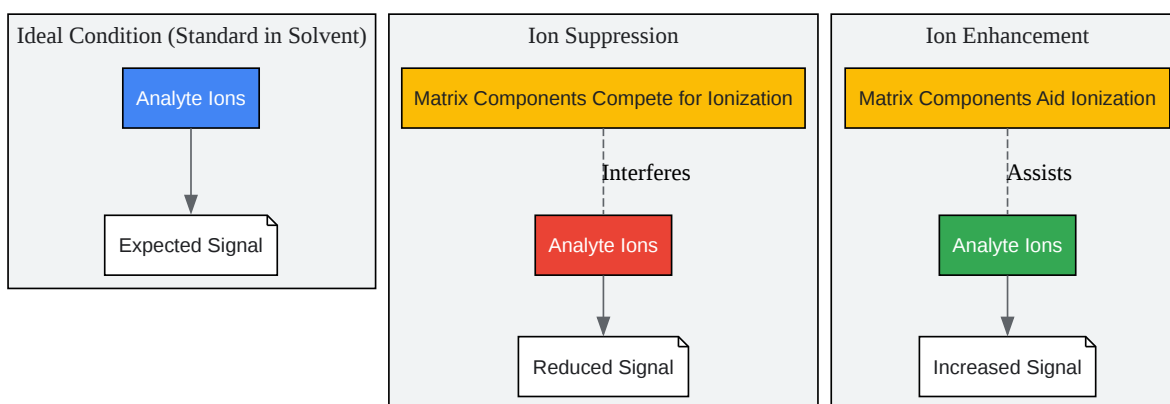 Ideal Condition (Standard in Solvent)
Analyte Ions
Expected Signal
Ion Suppression
Matrix Components Compete for Ionization
Interferes
Analyte Ions
Reduced Signal
Ion Enhancement
Matrix Components Aid Ionization
Assists
Analyte Ions
Increased Signal